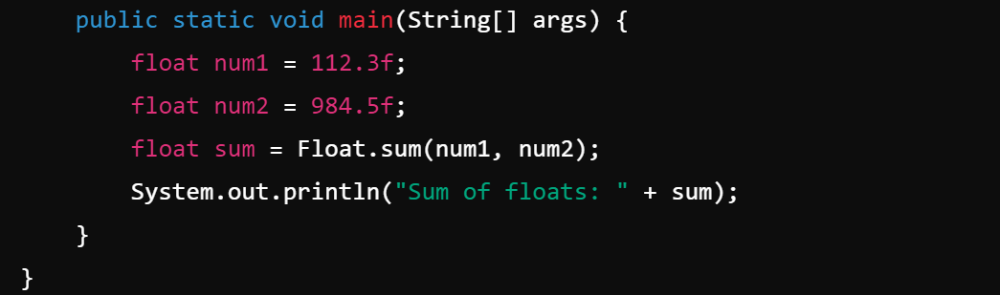 public static void main(String[] args) {
float num1 = 112.3f;
float num2 = 984.5f;
float sum = Float.sum(num1, num2);
System.out.println("Sum of floats: " + sum);
}
}